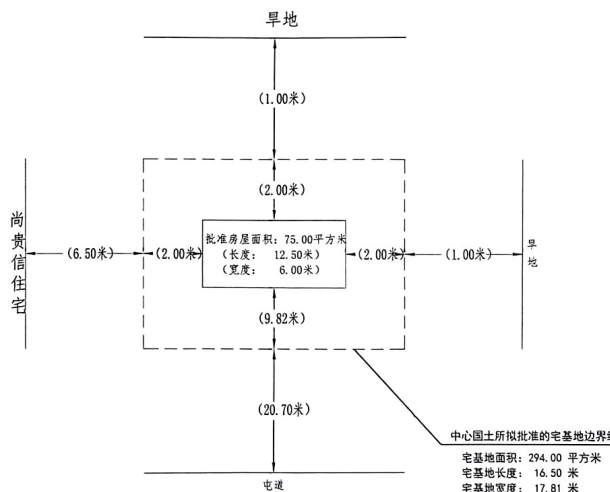 旱地
(1.00米)
(2.00米)
尚贵信住宅
(6.50米)
(2.00米)
批准房屋面积: 75.00平方米
(长度: 12.50米)
(宽度: 6.00米)
(2.00米)
(1.00米)
旱地
(9.82米)
(20.70米)
中心国土所拟批准的宅基地边界
宅基地面积: 294.00 平方米
宅基地长度: 16.50 米
宅基地宽度: 17.81 米
屯道